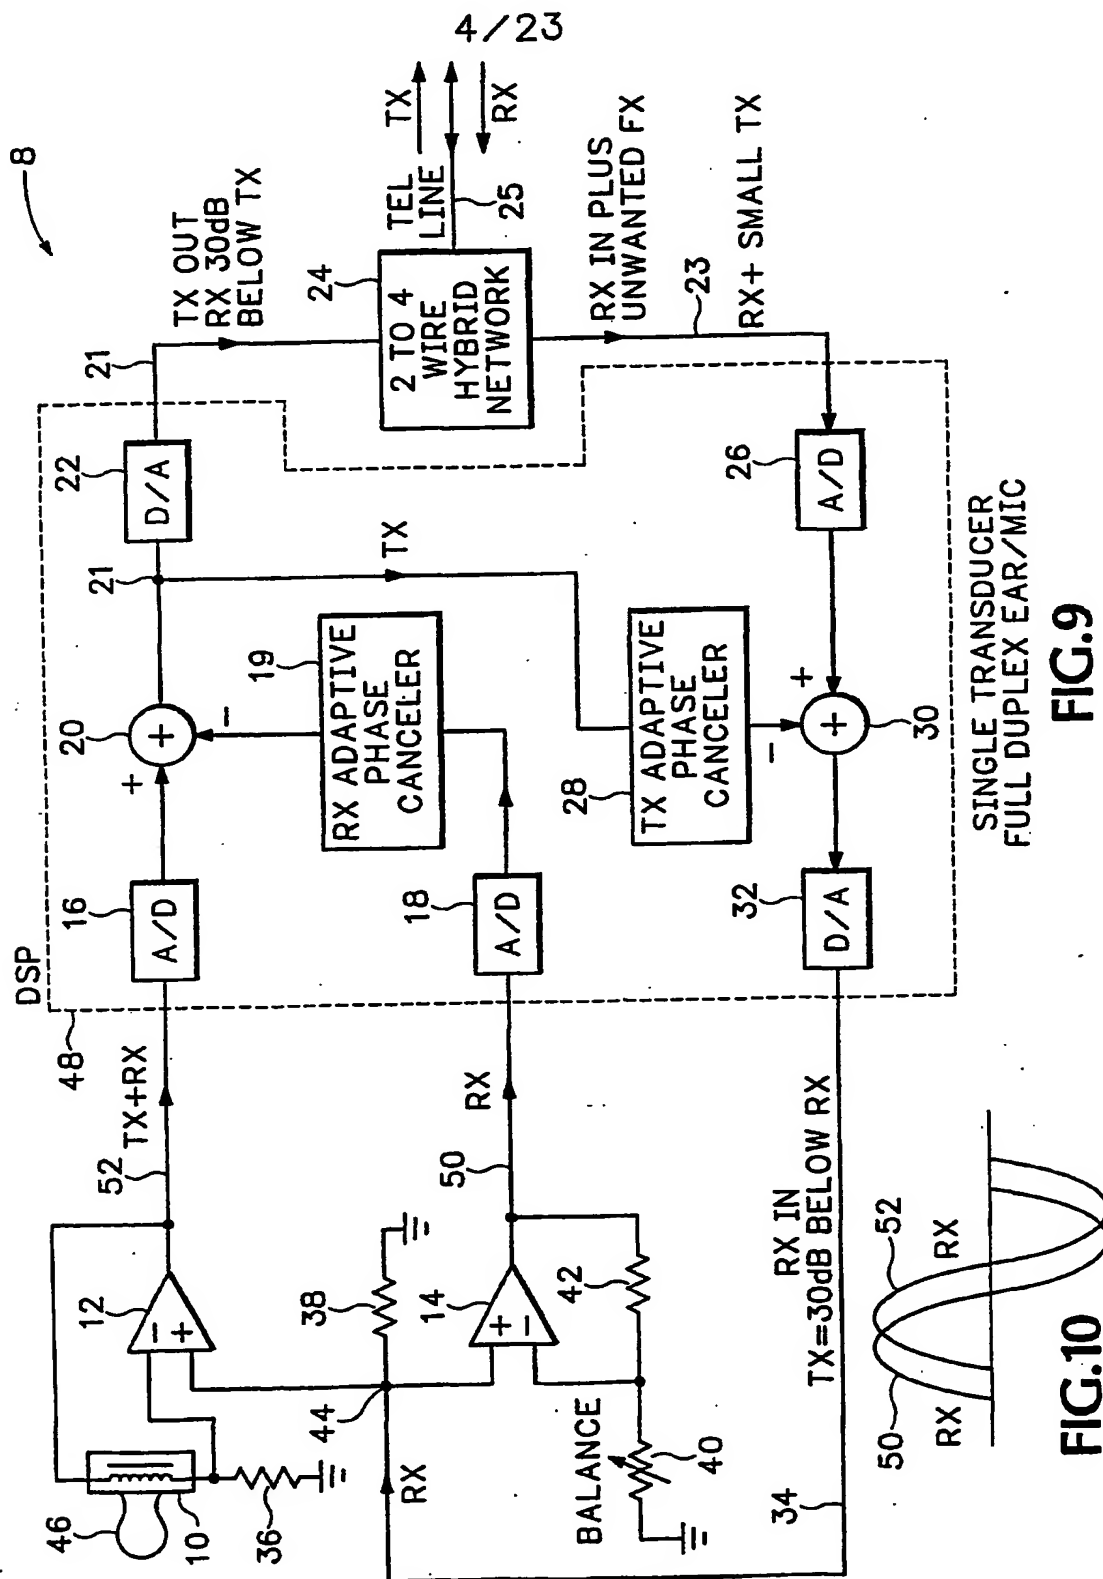 4/23
8
TX OUT
RX 30dB
BELOW TX
TEL
LINE
TX
RX
25
24
2 TO 4
WIRE
HYBRID
NETWORK
RX IN PLUS
UNWANTED FX
23
RX+ SMALL TX
21
22
D/A
21
TX
20
+
+
-
19
RX ADAPTIVE
PHASE
CANCELER
28
TX ADAPTIVE
PHASE
CANCELER
26
A/D
+
+
-
30
16
A/D
18
A/D
32
D/A
DSP
48
SINGLE TRANSDUCER
FULL DUPLEX EAR/MIC
FIG.9
52
TX+RX
12
-
+
46
10
36
38
44
RX
50
RX
14
+
-
42
BALANCE
40
RX IN
TX=30dB BELOW RX
34
50
RX
RX
52
FIG.10